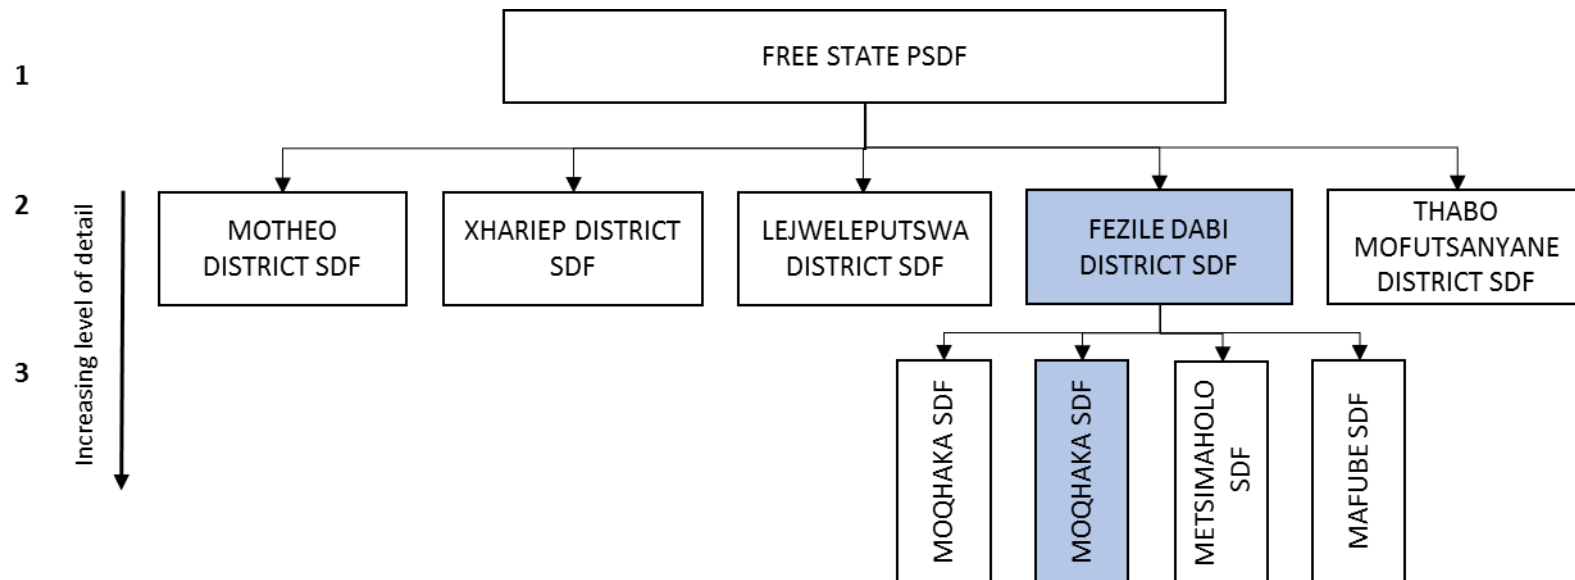 1
FREE STATE PSDF
2
MOTHEO
DISTRICT SDF
XHARIEP DISTRICT
SDF
LEJWELEPUTSWA
DISTRICT SDF
FEZILE DABI
DISTRICT SDF
THABO
MOFUTSANYANE
DISTRICT SDF
Increasing level of detail
3
MOQHAKA SDF
MOQHAKA SDF
METSIMAHOLO
SDF
MAFUBE SDF